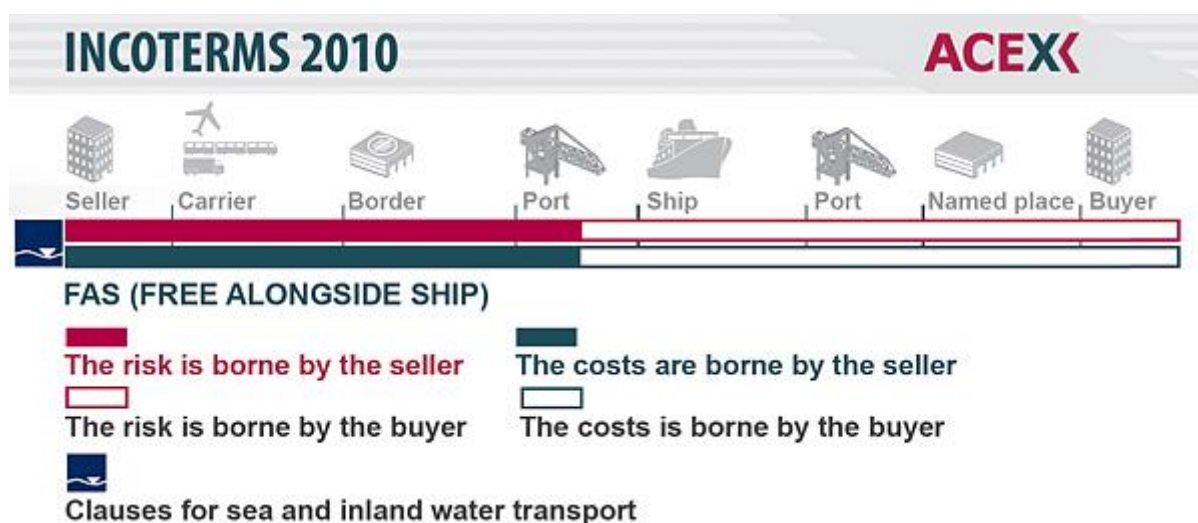 INCOTERMS 2010 ACEX
Seller Carrier Border Port Ship Port Named place Buyer
FAS (FREE ALONGSIDE SHIP)
The risk is borne by the seller The costs are borne by the seller
The risk is borne by the buyer The costs is borne by the buyer
Clauses for sea and inland water transport